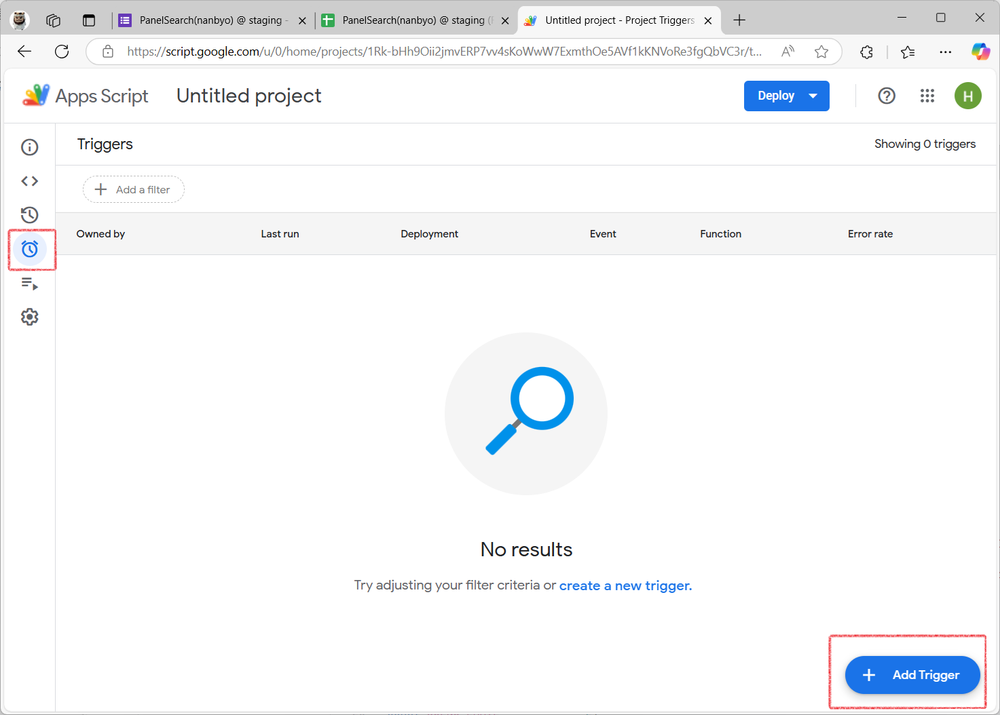 PanelSearch(nanbyo) @ staging -
PanelSearch(nanbyo) @ staging (
Untitled project - Project Triggers
https://script.google.com/u/0/home/projects/1Rk-bHh9Oii2jmvERP7vv4sKoWwW7ExmthOe5AVf1kKNVoRe3fgQbVC3r/t...
Apps Script
Untitled project
Deploy
H
Triggers
Showing 0 triggers
Add a filter
Owned by
Last run
Deployment
Event
Function
Error rate
No results
Try adjusting your filter criteria or create a new trigger.
Add Trigger